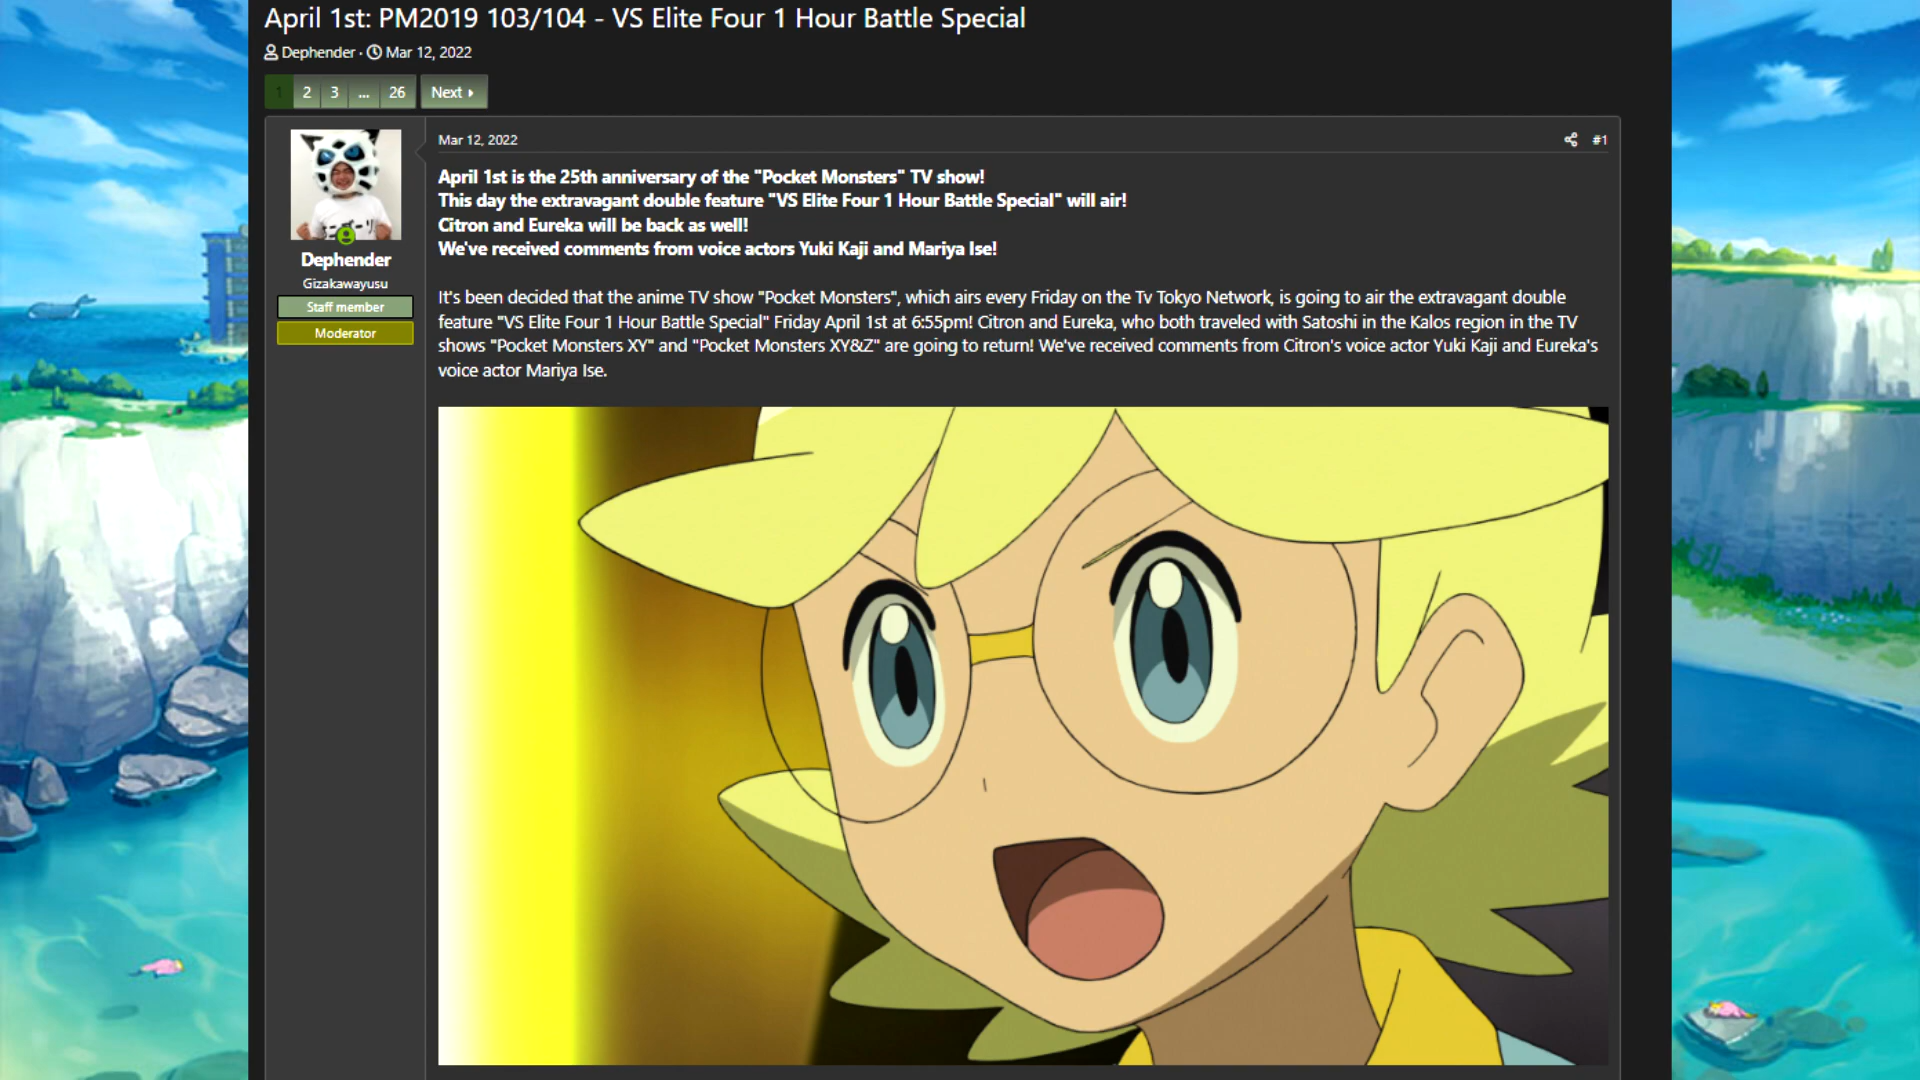 April 1st: PM2019 103/104 - VS Elite Four 1 Hour Battle Special
Dephender · Mar 12, 2022
1 2 3 ... 26 Next
Mar 12, 2022 #1
April 1st is the 25th anniversary of the "Pocket Monsters" TV show!
This day the extravagant double feature "VS Elite Four 1 Hour Battle Special" will air!
Citron and Eureka will be back as well!
We've received comments from voice actors Yuki Kaji and Mariya Ise!
Dephender
Gizakawayusu
Staff member
Moderator
It's been decided that the anime TV show "Pocket Monsters", which airs every Friday on the Tv Tokyo Network, is going to air the extravagant double
feature "VS Elite Four 1 Hour Battle Special" Friday April 1st at 6:55pm! Citron and Eureka, who both traveled with Satoshi in the Kalos region in the TV
shows "Pocket Monsters XY" and "Pocket Monsters XY&Z" are going to return! We've received comments from Citron's voice actor Yuki Kaji and Eureka's
voice actor Mariya Ise.